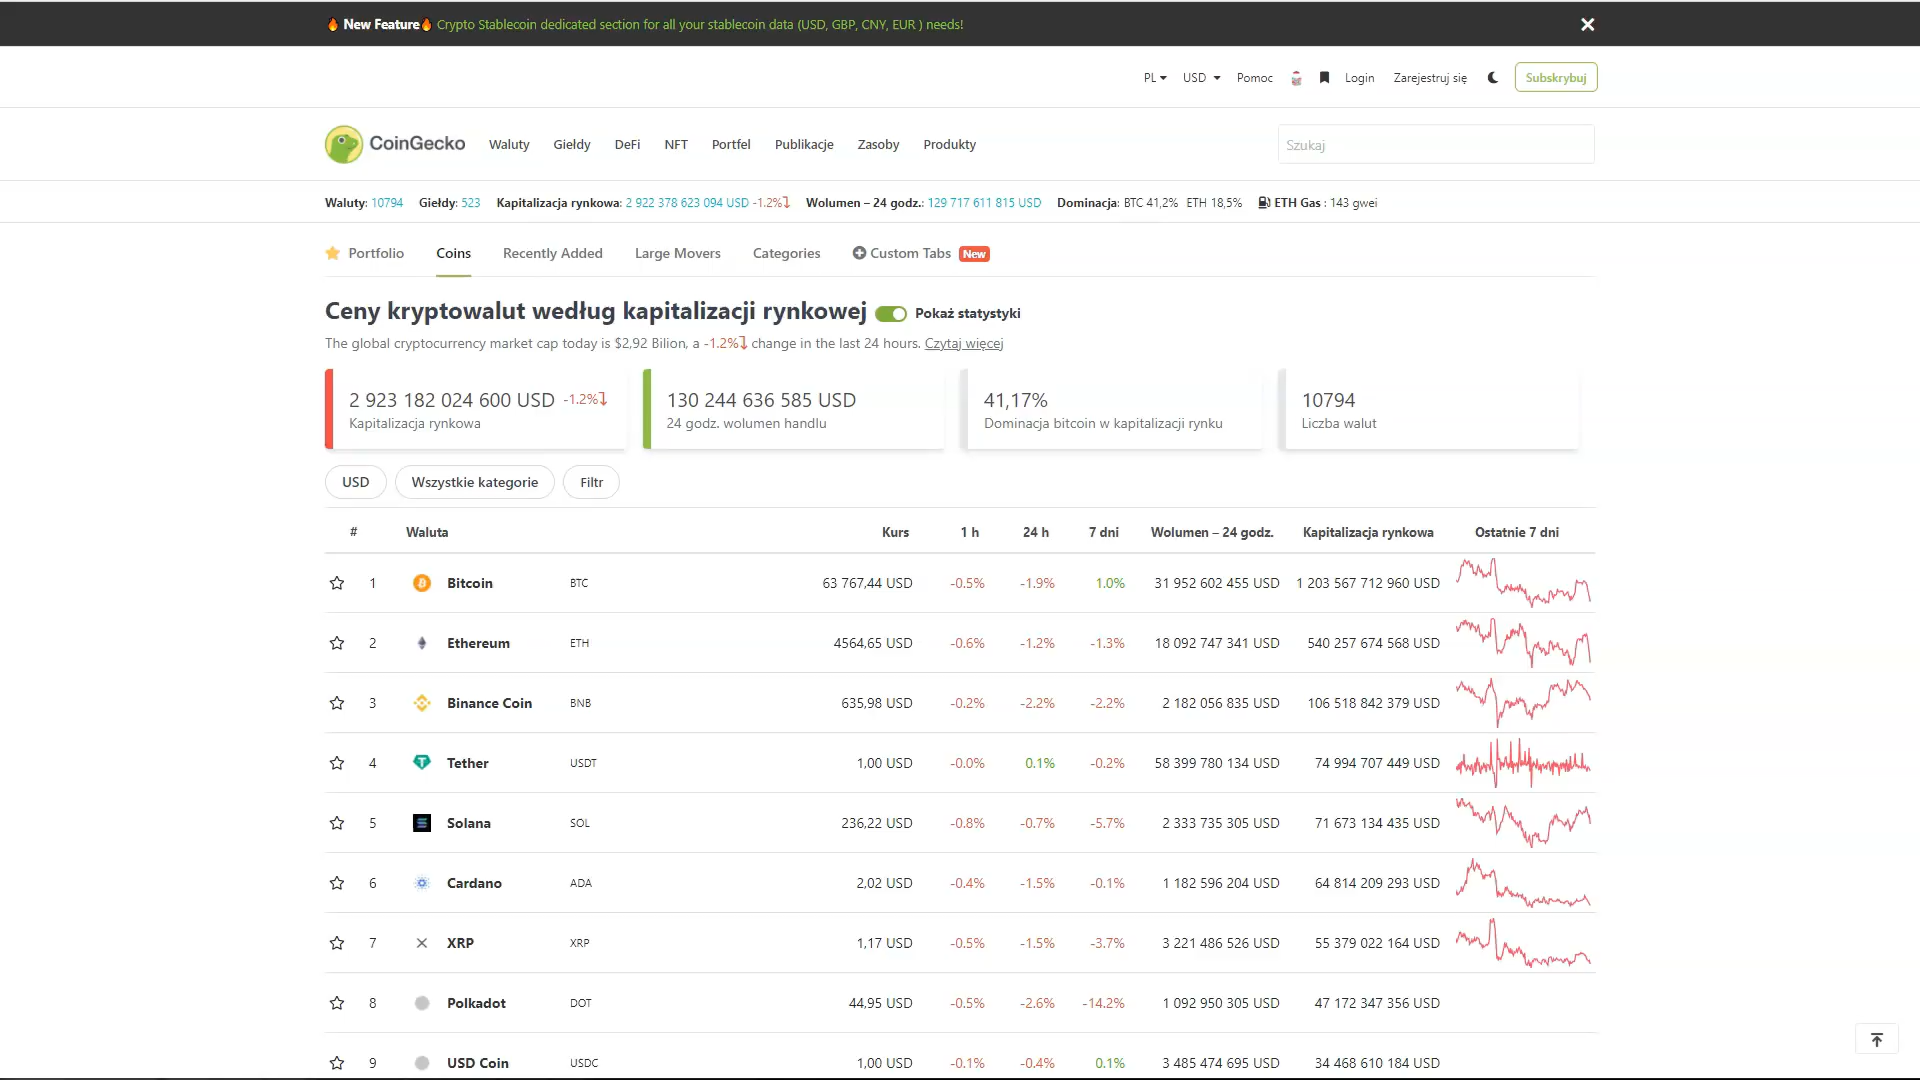 New Feature Crypto Stablecoin dedicated section for all your stablecoin data (USD, GBP, CNY, EUR ) needs!
PL USD Pomoc Login Zarejestruj się Subskrybuj
CoinGecko Waluty Giełdy DeFi NFT Portfel Publikacje Zasoby Produkty Szukaj
Waluty: 10794 Giełdy: 523 Kapitalizacja rynkowa: 2 922 378 623 094 USD -1.2% Wolumen – 24 godz.: 129 717 611 815 USD Dominacja: BTC 41,2% ETH 18,5% ETH Gas : 143 gwei
Portfolio Coins Recently Added Large Movers Categories Custom Tabs New
Ceny kryptowalut według kapitalizacji rynkowej Pokaż statystyki
The global cryptocurrency market cap today is $2,92 Bilion, a -1.2% change in the last 24 hours. Czytaj więcej
2 923 182 024 600 USD -1.2% 130 244 636 585 USD 41,17% 10794
Kapitalizacja rynkowa 24 godz. wolumen handlu Dominacja bitcoin w kapitalizacji rynku Liczba walut
USD Wszystkie kategorie Filtr
# Waluta Kurs 1 h 24 h 7 dni Wolumen – 24 godz. Kapitalizacja rynkowa Ostatnie 7 dni
1 Bitcoin BTC 63 767,44 USD -0.5% -1.9% 1.0% 31 952 602 455 USD 1 203 567 712 960 USD
2 Ethereum ETH 4564,65 USD -0.6% -1.2% -1.3% 18 092 747 341 USD 540 257 674 568 USD
3 Binance Coin BNB 635,98 USD -0.2% -2.2% -2.2% 2 182 056 835 USD 106 518 842 379 USD
4 Tether USDT 1,00 USD -0.0% 0.1% -0.2% 58 399 780 134 USD 74 994 707 449 USD
5 Solana SOL 236,22 USD -0.8% -0.7% -5.7% 2 333 735 305 USD 71 673 134 435 USD
6 Cardano ADA 2,02 USD -0.4% -1.5% -0.1% 1 182 596 204 USD 64 814 209 293 USD
7 XRP XRP 1,17 USD -0.5% -1.5% -3.7% 3 221 486 526 USD 55 379 022 164 USD
8 Polkadot DOT 44,95 USD -0.5% -2.6% -14.2% 1 092 950 305 USD 47 172 347 356 USD
9 USD Coin USDC 1,00 USD -0.1% -0.4% 0.1% 3 485 474 695 USD 34 468 610 184 USD